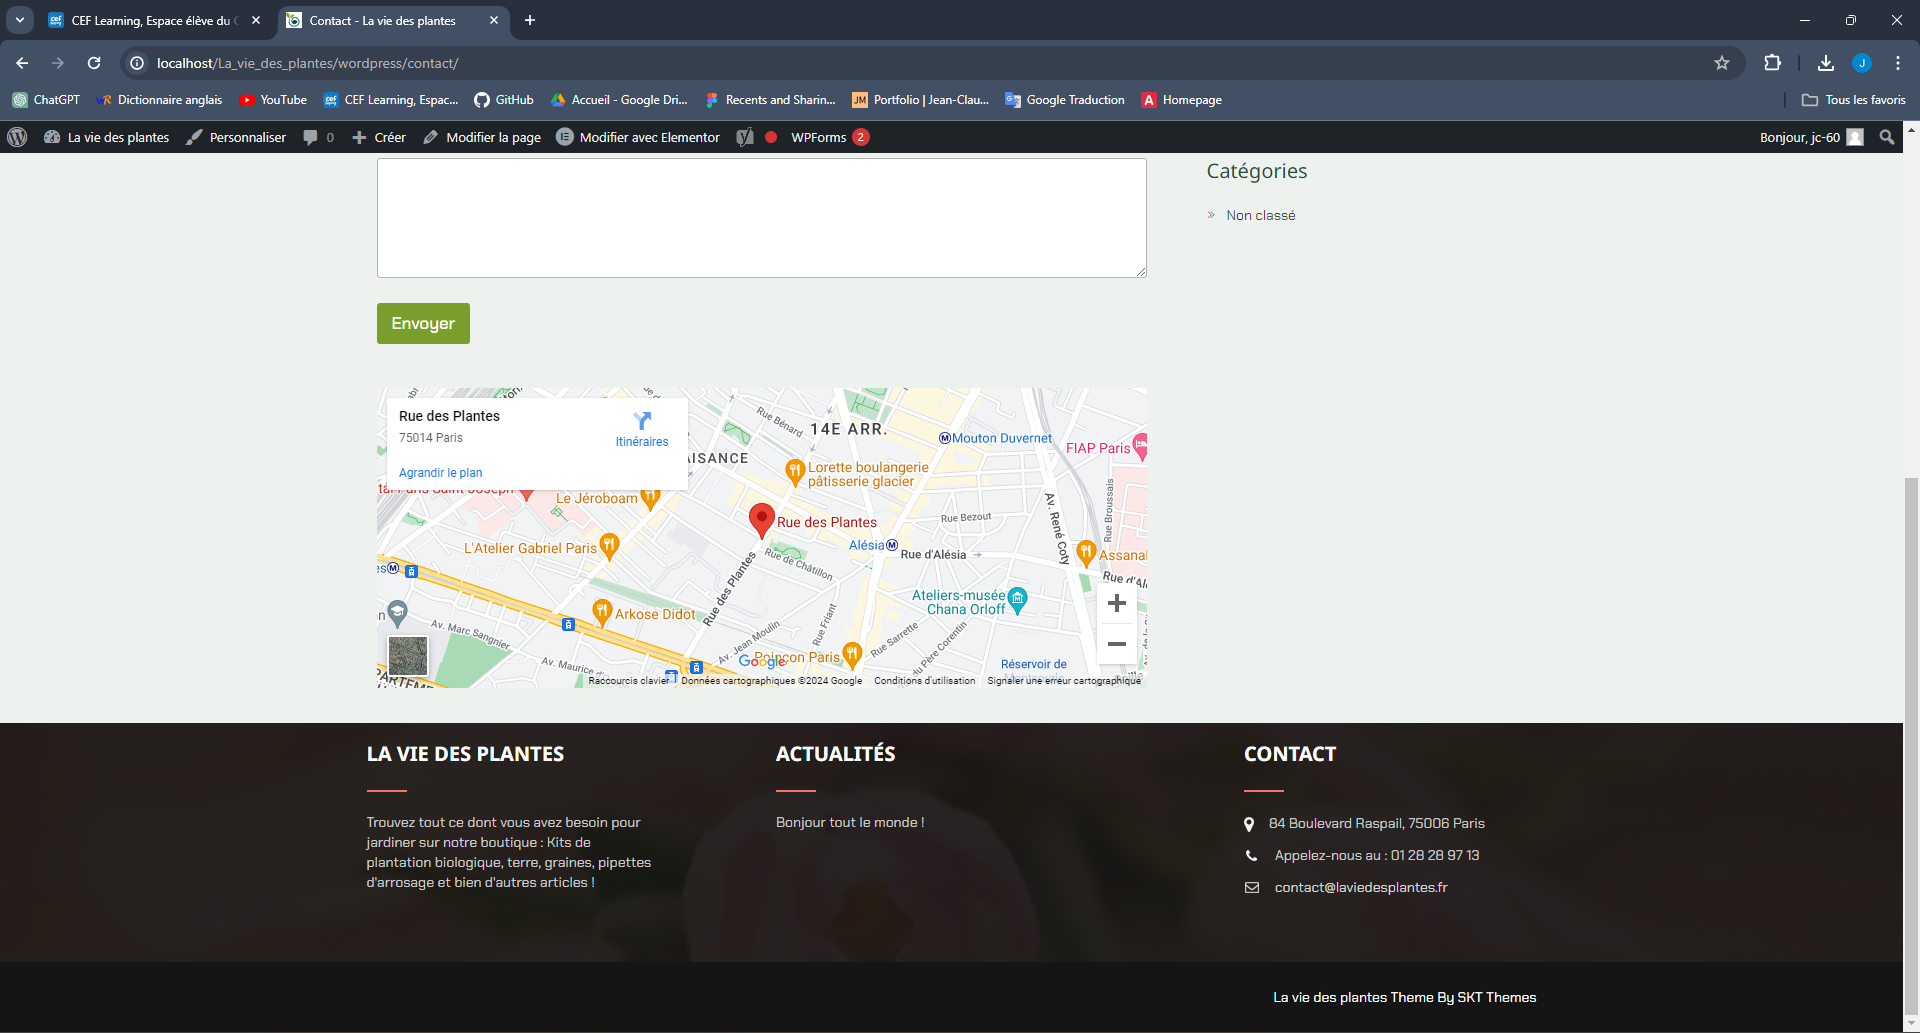 CEF Learning, Espace élève du
Contact - La vie des plantes
localhost/La_vie_des_plantes/wordpress/contact/
J
ChatGPT
Dictionnaire anglais
YouTube
CEF Learning, Espac...
GitHub
Accueil - Google Dri...
Recents and Sharin...
JM
Portfolio | Jean-Clau...
Google Traduction
A
Homepage
Tous les favoris
La vie des plantes
Personnaliser
0
Créer
Modifier la page
Modifier avec Elementor
WPForms 2
Bonjour, jc-60
Catégories
» Non classé
Envoyer
Rue des Plantes
75014 Paris
Itinéraires
Agrandir le plan
Rue Bénard
14E ARR.
Mouton Duvernet
FIAP Paris
AISANCE
Lorette boulangerie
pâtisserie glacier
Le Jéroboam
Rue des Plantes
Rue Bezout
Av. René Coty
Rue Broussais
L'Atelier Gabriel Paris
Alésia
Rue d'Alésia
Assana
Rue de Châtillon
Rue des Plantes
Rue d'Al
Ateliers-musée
Chana Orloff
Arkose Didot
Rue Friant
Av. Marc Sangnier
Av. Jean Moulin
Rue Sarrette
du Père Corentin
Poinçon Paris
Google
Av. Maurice
Réservoir de
PARTEME
Raccourcis clavier
Données cartographiques ©2024 Google
Conditions d'utilisation
Signaler une erreur cartographique
LA VIE DES PLANTES
Trouvez tout ce dont vous avez besoin pour
jardiner sur notre boutique : Kits de
plantation biologique, terre, graines, pipettes
d'arrosage et bien d'autres articles !
ACTUALITÉS
Bonjour tout le monde !
CONTACT
84 Boulevard Raspail, 75006 Paris
Appelez-nous au : 01 28 28 97 13
contact@laviedesplantes.fr
La vie des plantes Theme By SKT Themes